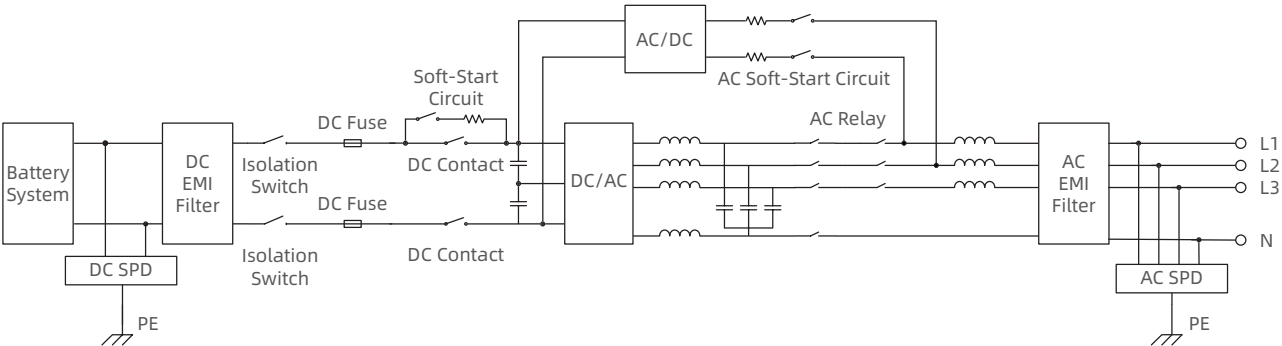 AC/DC
AC Soft-Start Circuit
Soft-Start
Circuit
DC Fuse
AC Relay
Battery
System
DC
EMI
Filter
Isolation
Switch
DC Contact
DC/AC
AC
EMI
Filter
L1
L2
L3
N
DC Fuse
Isolation
Switch
DC Contact
DC SPD
PE
AC SPD
PE